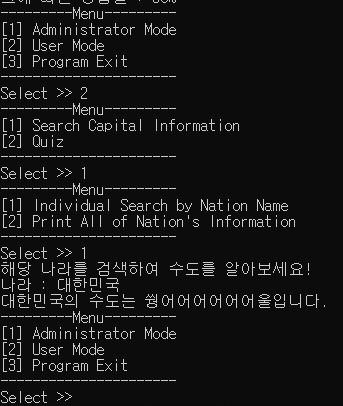 ---------Menu---------
[1] Administrator Mode
[2] User Mode
[3] Program Exit
----------------------
Select >> 2
---------Menu---------
[1] Search Capital Information
[2] Quiz
----------------------
Select >> 1
---------Menu---------
[1] Individual Search by Nation Name
[2] Print All of Nation's Information
----------------------
Select >> 1
해당 나라를 검색하여 수도를 알아보세요!
나라 : 대한민국
대한민국의 수도는 쒕어어어어어어울입니다.
---------Menu---------
[1] Administrator Mode
[2] User Mode
[3] Program Exit
----------------------
Select >>